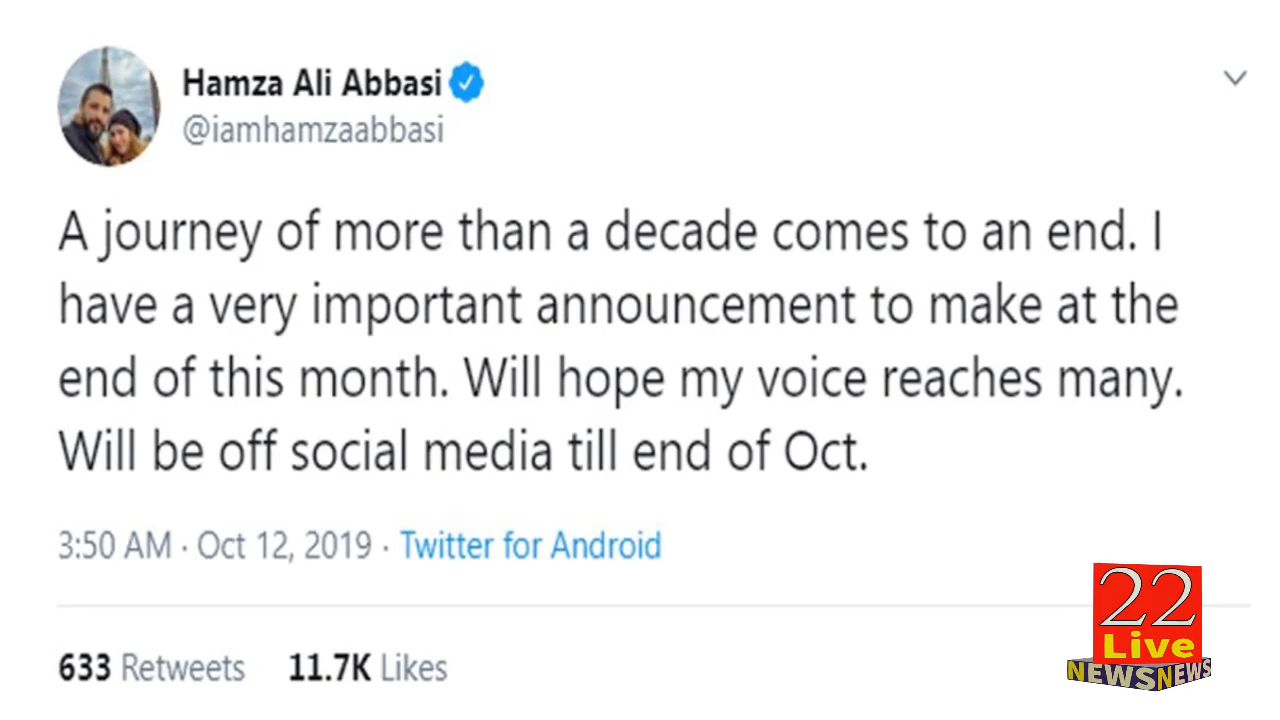 Hamza Ali Abbasi
@iamhamzaabbasi
A journey of more than a decade comes to an end. I
have a very important announcement to make at the
end of this month. Will hope my voice reaches many.
Will be off social media till end of Oct.
3:50 AM · Oct 12, 2019 · Twitter for Android
633 Retweets 11.7K Likes
22
Live
NEWSNEWS